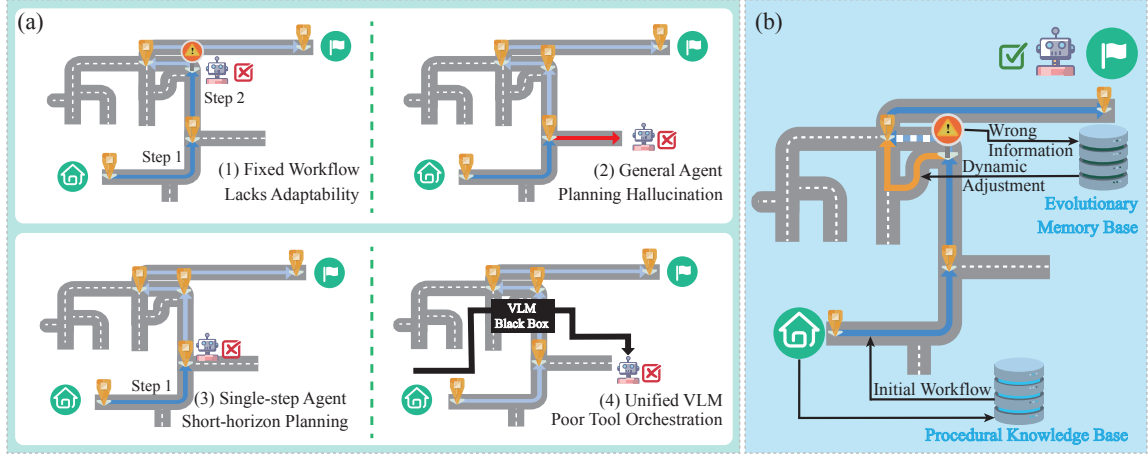 (a)
Step 2
Step 1
(1) Fixed Workflow
Lacks Adaptability
(2) General Agent
Planning Hallucination
Step 1
(3) Single-step Agent
Short-horizon Planning
VLM
Black Box
(4) Unified VLM
Poor Tool Orchestration
(b)
Wrong
Information
Dynamic
Adjustment
Evolutionary
Memory Base
Initial Workflow
Procedural Knowledge Base